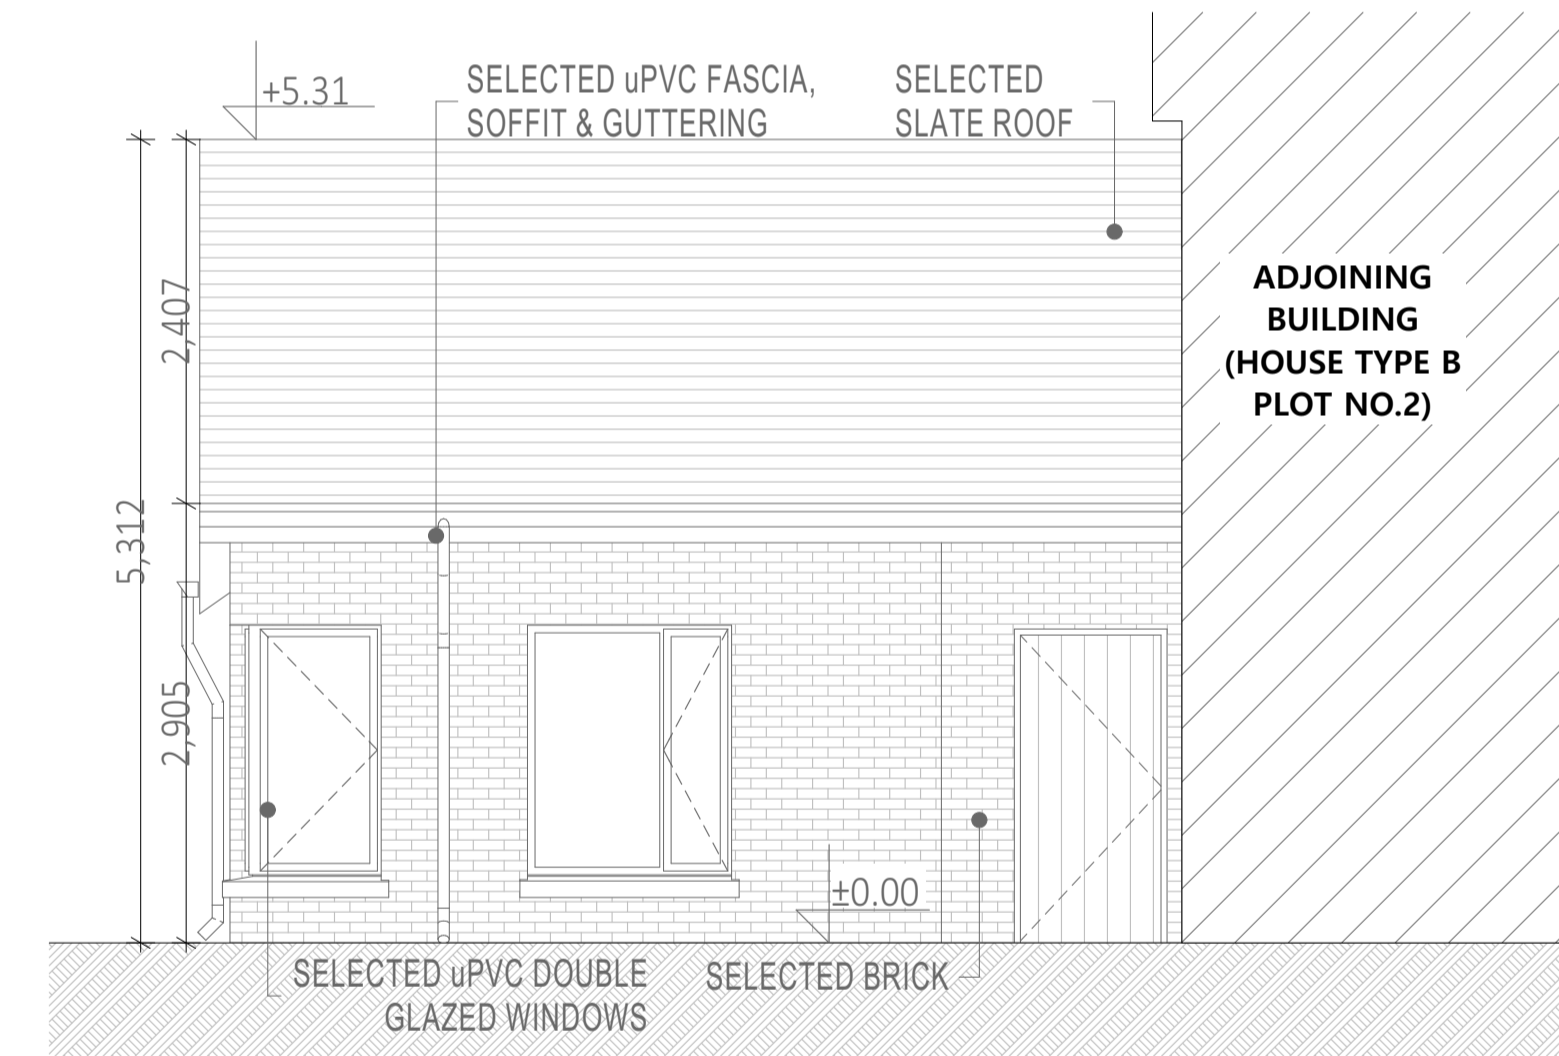 +5.31
SELECTED uPVC FASCIA,
SOFFIT & GUTTERING
SELECTED
SLATE ROOF
2,407
ADJOINING
BUILDING
(HOUSE TYPE B
PLOT NO.2)
5,312
2,905
±0.00
SELECTED uPVC DOUBLE
GLAZED WINDOWS
SELECTED BRICK